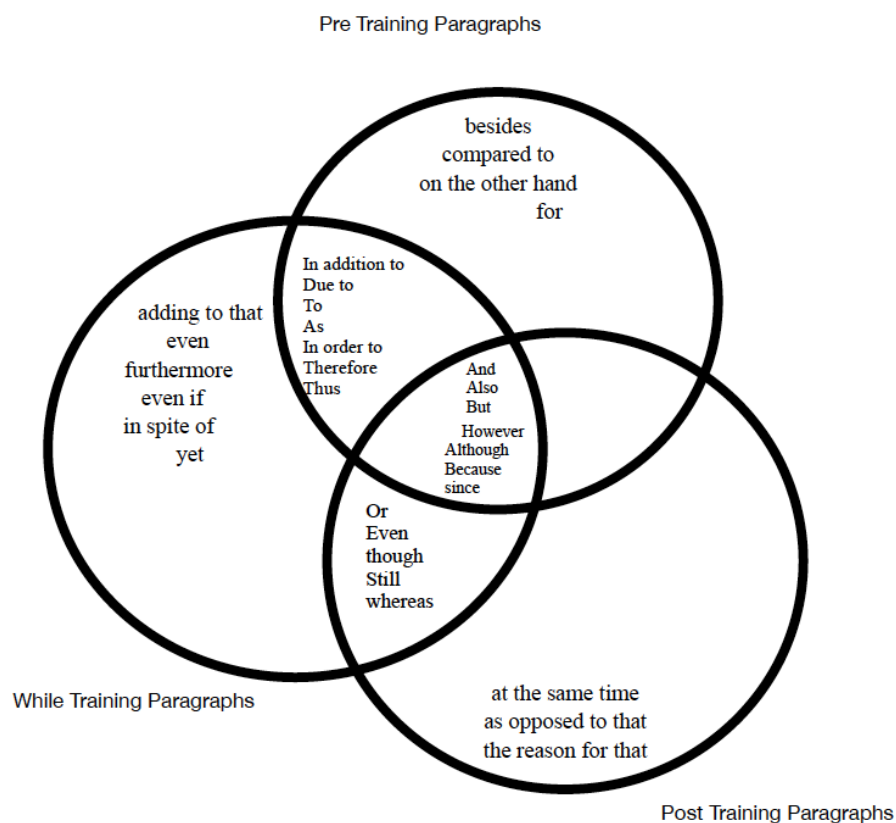 Pre Training Paragraphs
besides
compared to
on the other hand
for
In addition to
Due to
To
As
In order to
Therefore
Thus
adding to that
even
furthermore
even if
in spite of
yet
And
Also
But
However
Although
Because
since
Or
Even
though
Still
whereas
While Training Paragraphs
at the same time
as opposed to that
the reason for that
Post Training Paragraphs